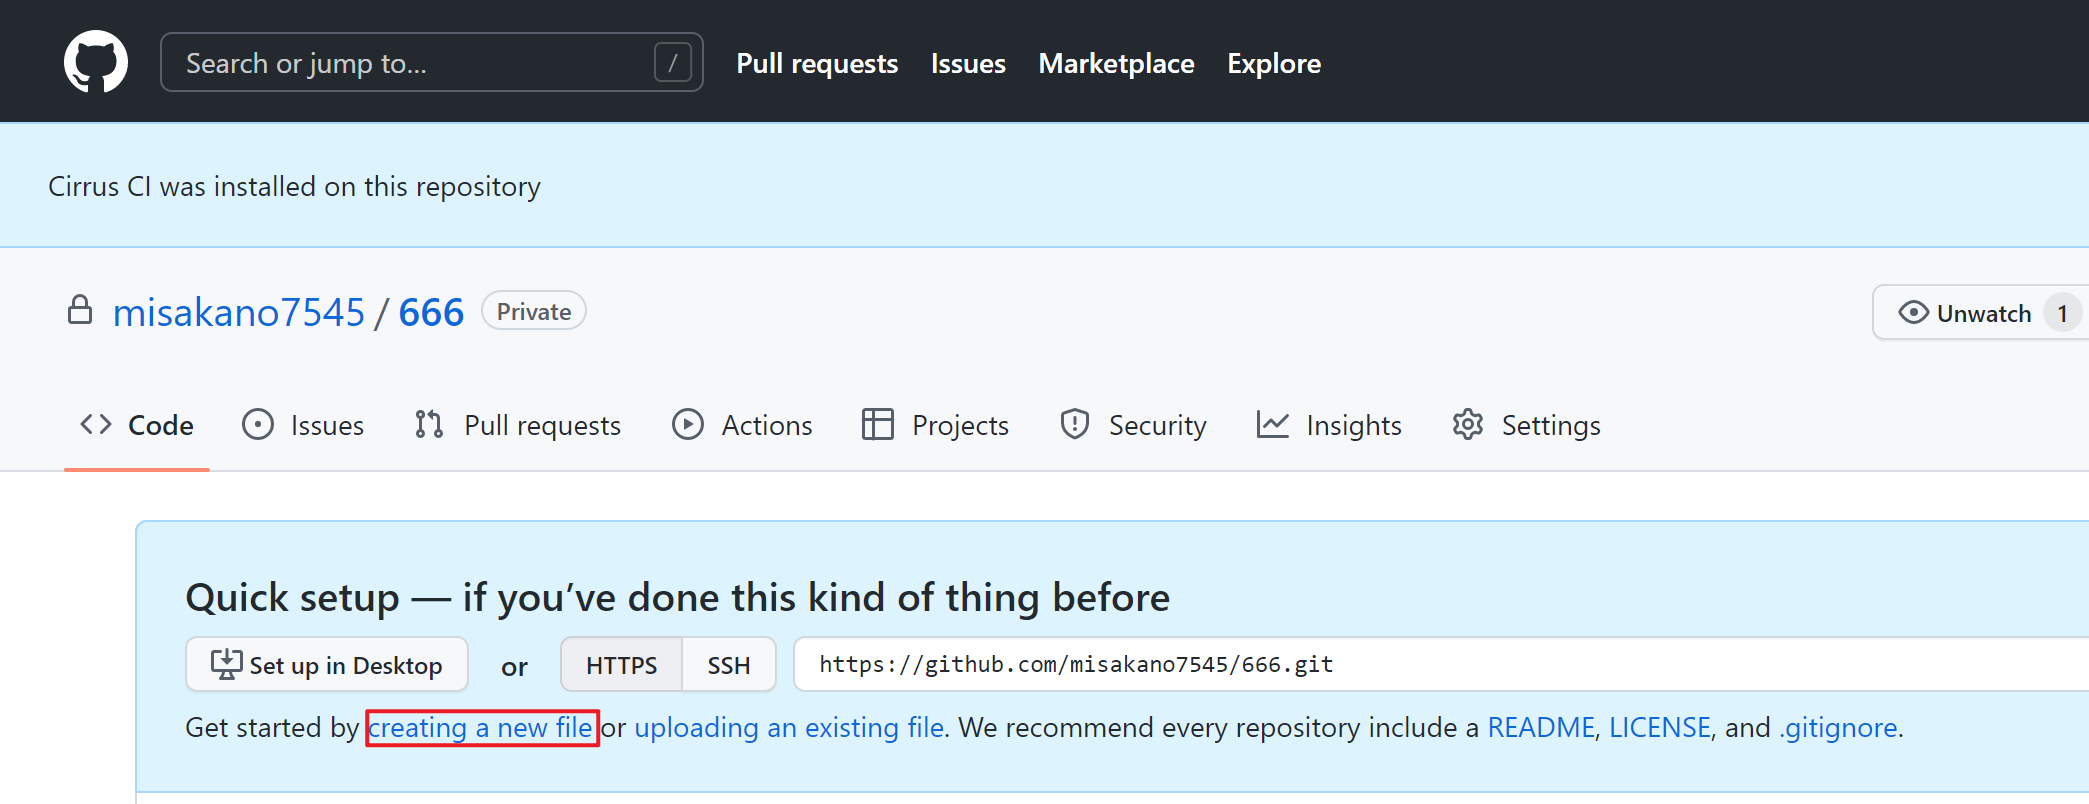 Search or jump to... / Pull requests Issues Marketplace Explore
Cirrus CI was installed on this repository
misakano7545 / 666 Private Unwatch 1
Code Issues Pull requests Actions Projects Security Insights Settings
Quick setup — if you’ve done this kind of thing before
Set up in Desktop or HTTPS SSH https://github.com/misakano7545/666.git
Get started by creating a new file or uploading an existing file. We recommend every repository include a README, LICENSE, and .gitignore.